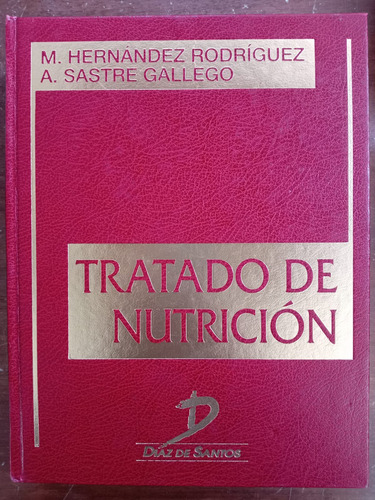 M. HERNÁNDEZ RODRÍGUEZ
A. SASTRE GALLEGO
TRATADO DE
NUTRICIÓN
DÍAZ DE SANTOS